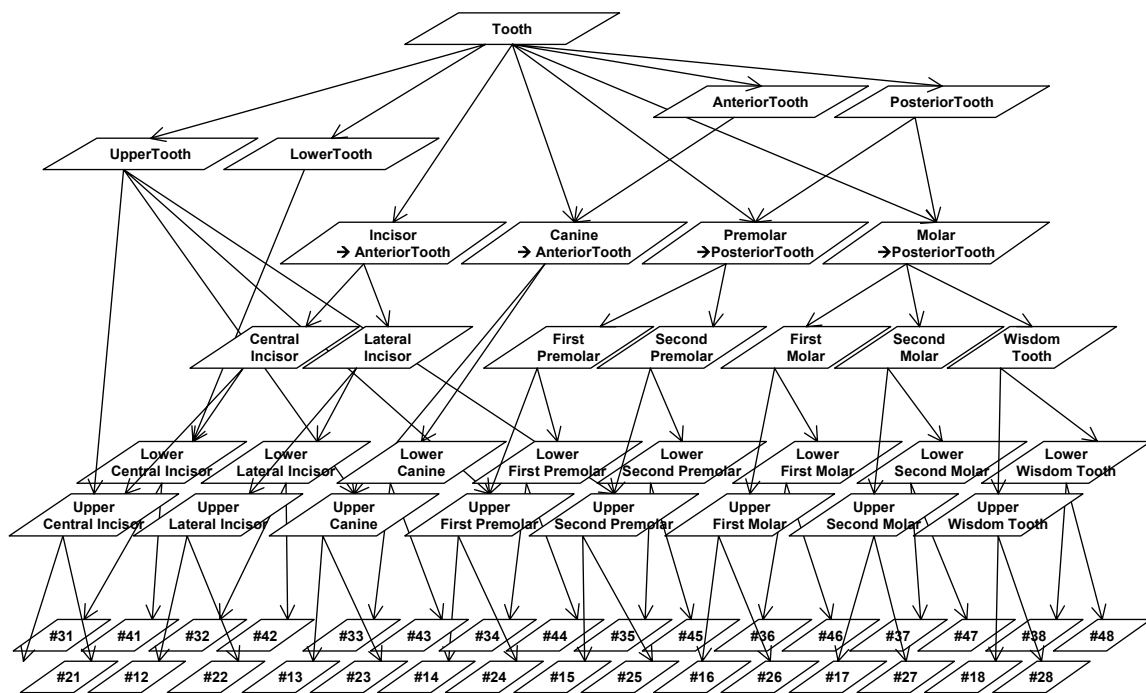 Tooth
AnteriorTooth
PosteriorTooth
UpperTooth
LowerTooth
Incisor
→ AnteriorTooth
Canine
→ AnteriorTooth
Premolar
→PosteriorTooth
Molar
→PosteriorTooth
Central
Incisor
Lateral
Incisor
First
Premolar
Second
Premolar
First
Molar
Second
Molar
Wisdom
Tooth
Lower
Central Incisor
Lower
Lateral Incisor
Lower
Canine
Lower
First Premolar
Lower
Second Premolar
Lower
First Molar
Lower
Second Molar
Lower
Wisdom Tooth
Upper
Central Incisor
Upper
Lateral Incisor
Upper
Canine
Upper
First Premolar
Upper
Second Premolar
Upper
First Molar
Upper
Second Molar
Upper
Wisdom Tooth
#31
#41
#32
#42
#33
#43
#34
#44
#35
#45
#36
#46
#37
#47
#38
#48
#21
#12
#22
#13
#23
#14
#24
#15
#25
#16
#26
#17
#27
#18
#28